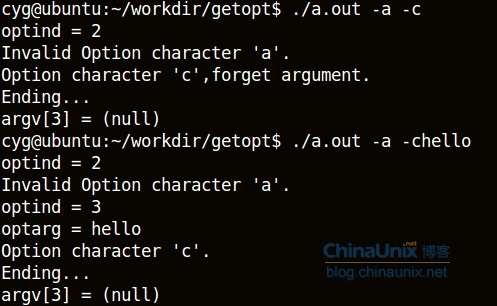 cyg@ubuntu:~/workdir/getopt$ ./a.out -a -c
optind = 2
Invalid Option character 'a'.
Option character 'c',forget argument.
Ending...
argv[3] = (null)
cyg@ubuntu:~/workdir/getopt$ ./a.out -a -chello
optind = 2
Invalid Option character 'a'.
optind = 3
optarg = hello
Option character 'c'.
Ending...
argv[3] = (null)
ChinaUnix.net 博客
blog.chinaunix.net